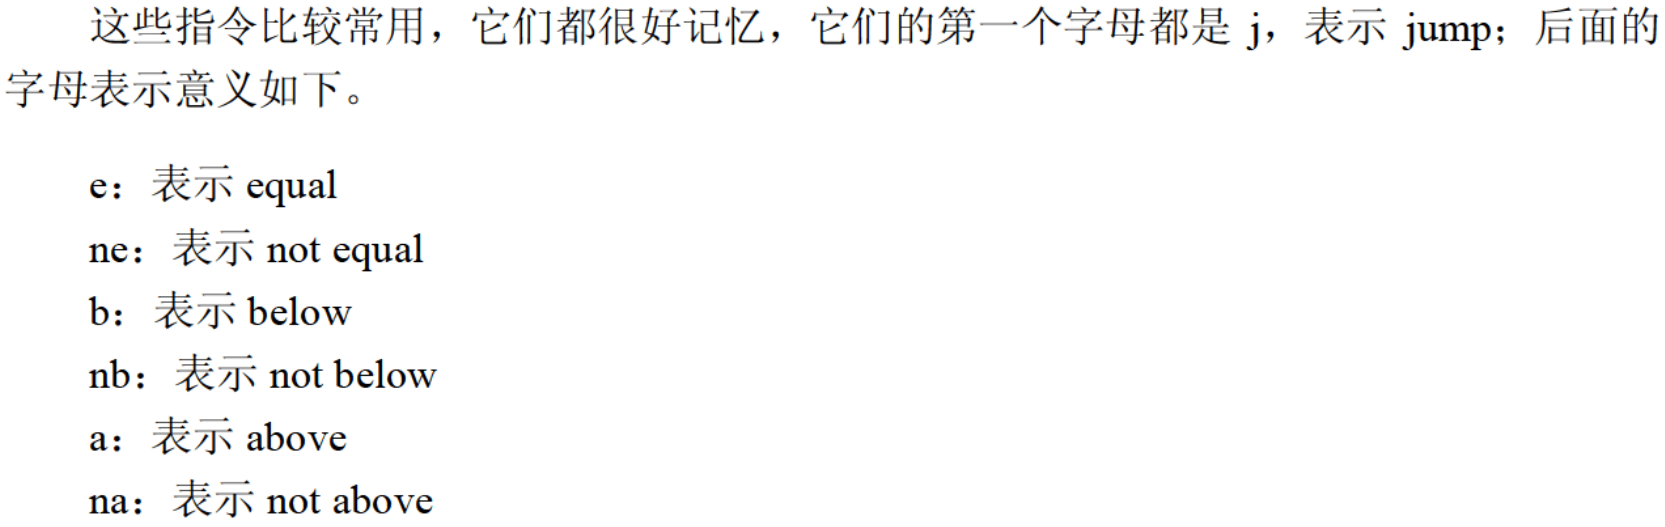 这些指令比较常用，它们都很好记忆，它们的第一个字母都是 j，表示 jump；后面的
字母表示意义如下。
e：表示 equal
ne：表示 not equal
b：表示 below
nb：表示 not below
a：表示 above
na：表示 not above